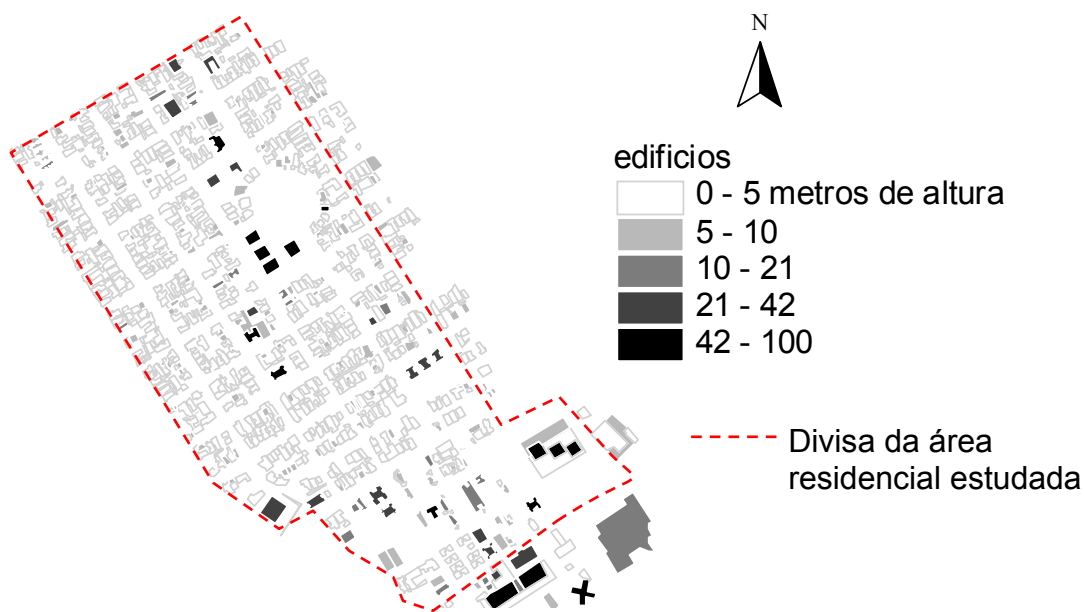 N
edificios
0 - 5 metros de altura
5 - 10
10 - 21
21 - 42
42 - 100
Divisa da área
residencial estudada